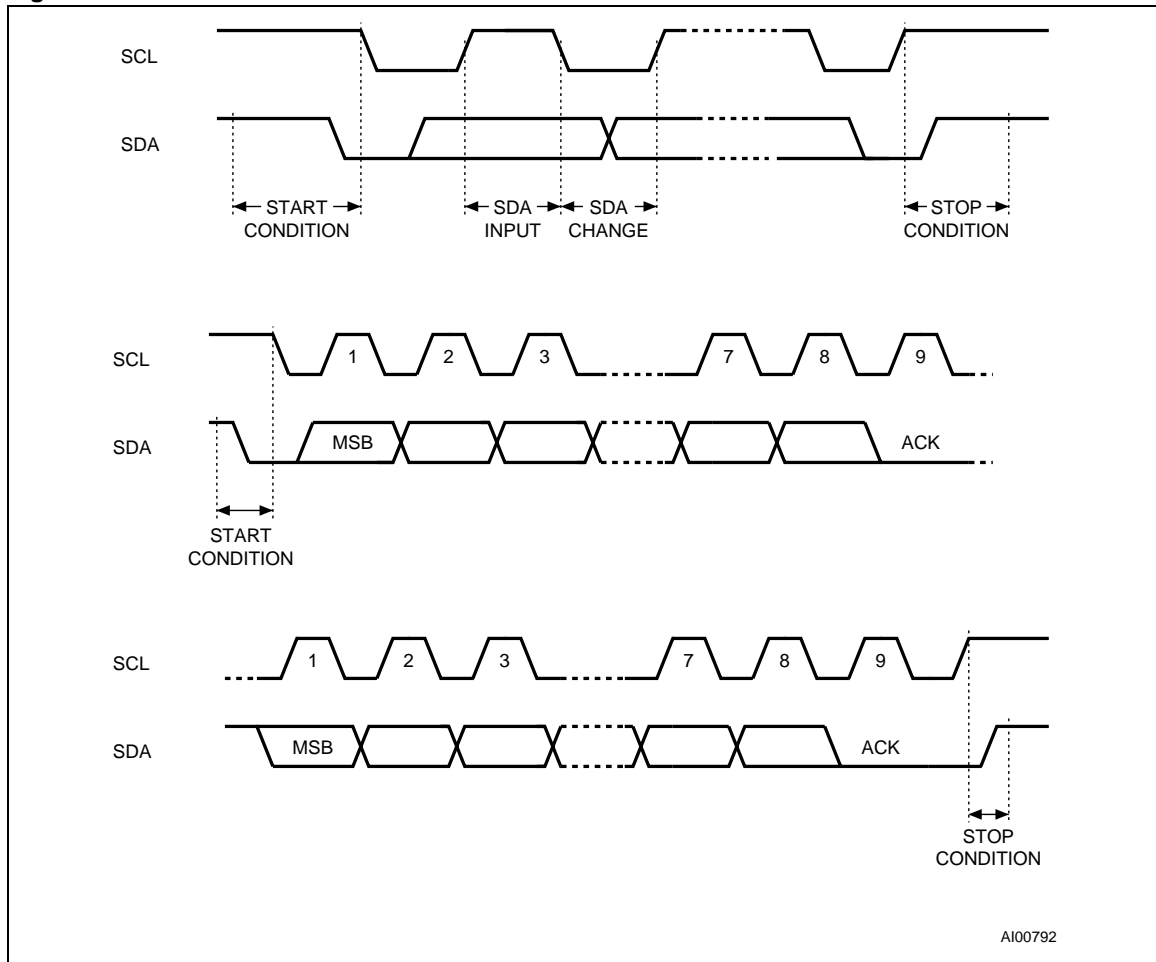 SCL
SDA
START
CONDITION
SDA
INPUT
SDA
CHANGE
STOP
CONDITION
SCL
1 2 3 7 8 9
SDA
MSB ACK
START
CONDITION
SCL
1 2 3 7 8 9
SDA
MSB ACK
STOP
CONDITION
AI00792